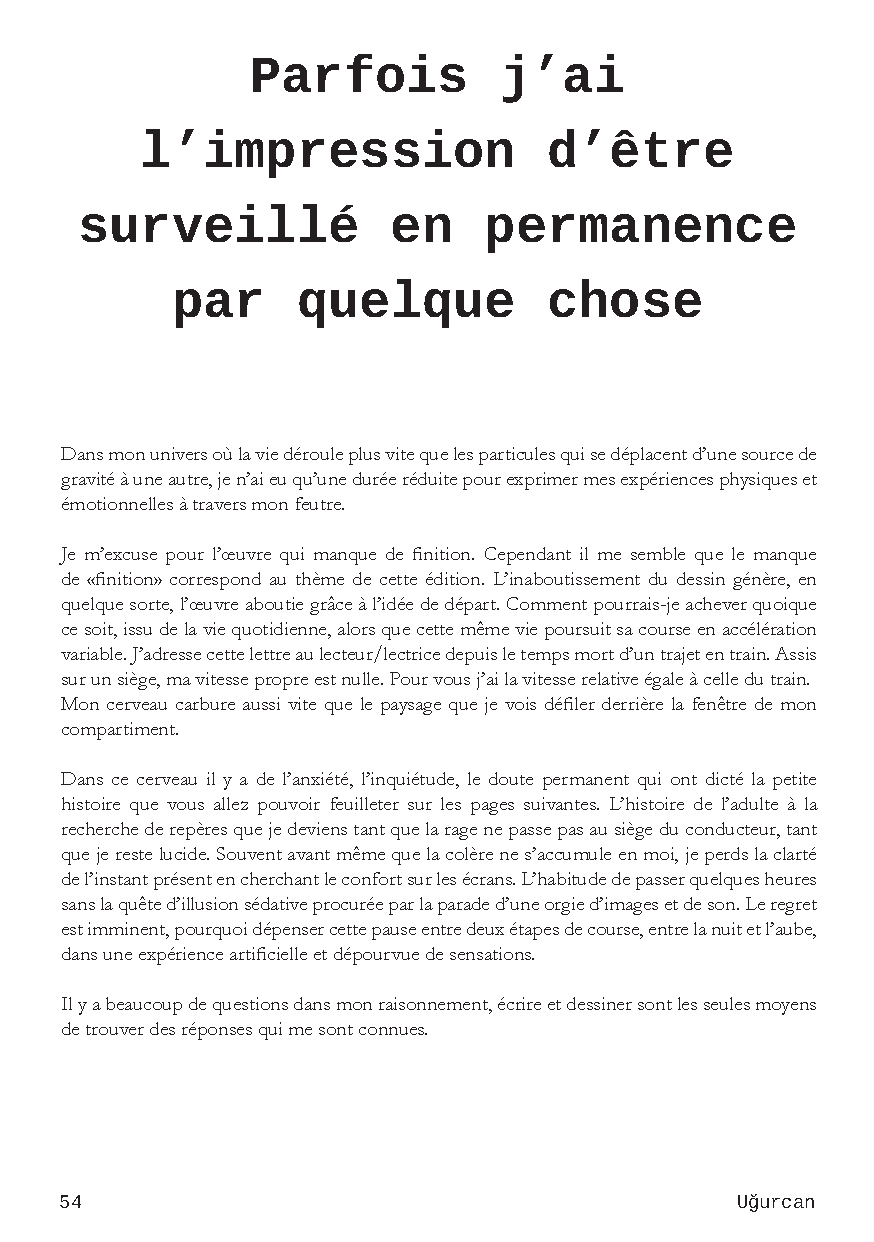 Parfois j’ai
l’impression d’être
surveillé en permanence
par quelque chose
Dans mon univers où la vie déroule plus vite que les particules qui se déplacent d’une source de
gravité à une autre, je n’ai eu qu’une durée réduite pour exprimer mes expériences physiques et
émotionnelles à travers mon feutre.
Je m’excuse pour l’œuvre qui manque de finition. Cependant il me semble que le manque
de «finition» correspond au thème de cette édition. L’inaboutissement du dessin génère, en
quelque sorte, l’œuvre aboutie grâce à l’idée de départ. Comment pourrais-je achever quoique
ce soit, issu de la vie quotidienne, alors que cette même vie poursuit sa course en accélération
variable. J’adresse cette lettre au lecteur/lectrice depuis le temps mort d’un trajet en train. Assis
sur un siège, ma vitesse propre est nulle. Pour vous j’ai la vitesse relative égale à celle du train.
Mon cerveau carbure aussi vite que le paysage que je vois défiler derrière la fenêtre de mon
compartiment.
Dans ce cerveau il y a de l’anxiété, l’inquiétude, le doute permanent qui ont dicté la petite
histoire que vous allez pouvoir feuilleter sur les pages suivantes. L’histoire de l’adulte à la
recherche de repères que je deviens tant que la rage ne passe pas au siège du conducteur, tant
que je reste lucide. Souvent avant même que la colère ne s’accumule en moi, je perds la clarté
de l’instant présent en cherchant le confort sur les écrans. L’habitude de passer quelques heures
sans la quête d’illusion sédative procurée par la parade d’une orgie d’images et de son. Le regret
est imminent, pourquoi dépenser cette pause entre deux étapes de course, entre la nuit et l’aube,
dans une expérience artificielle et dépourvue de sensations.
Il y a beaucoup de questions dans mon raisonnement, écrire et dessiner sont les seules moyens
de trouver des réponses qui me sont connues.
54
Uğurcan